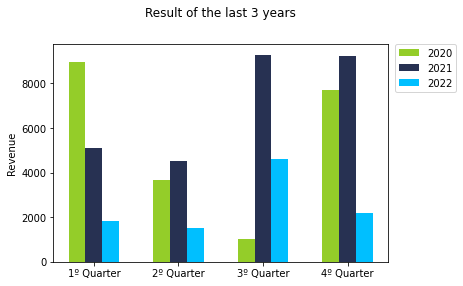 Result of the last 3 years
2020
2021
2022
Revenue
8000
6000
4000
2000
0
1º Quarter
2º Quarter
3º Quarter
4º Quarter